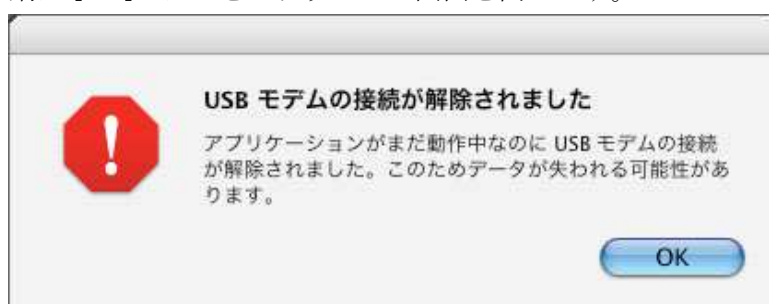 USB モデムの接続が解除されました
アプリケーションがまだ動作中なのに USB モデムの接続
が解除されました。このためデータが失われる可能性があ
ります。
OK